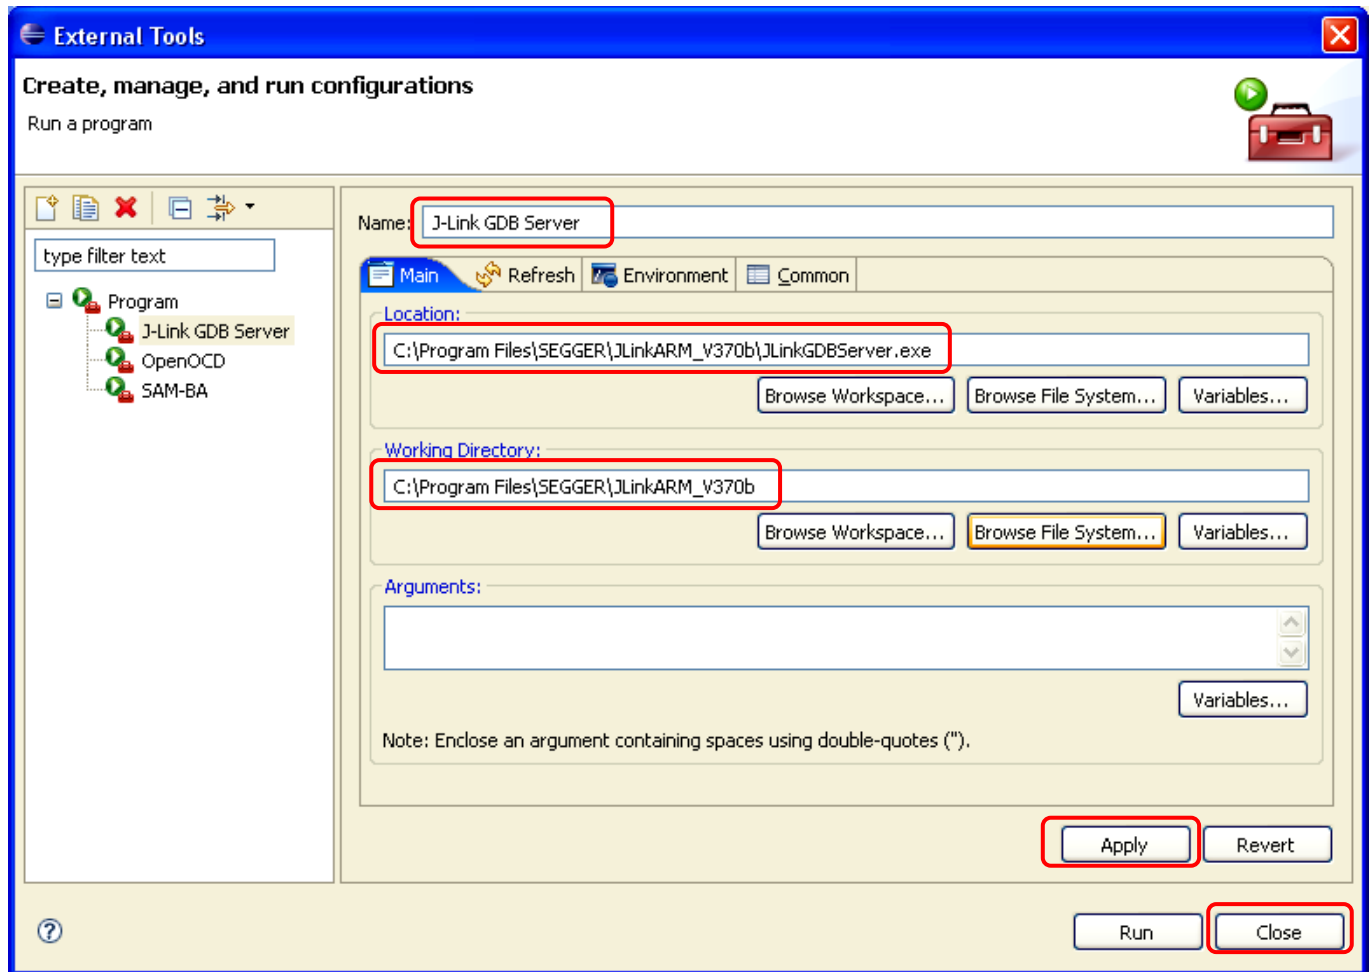 External Tools
Create, manage, and run configurations
Run a program
type filter text
Program
J-Link GDB Server
OpenOCD
SAM-BA
Name: J-Link GDB Server
Main Refresh Environment Common
Location:
C:\Program Files\SEGGER\JLinkARM_V370b\JLinkGDBServer.exe
Browse Workspace... Browse File System... Variables...
Working Directory:
C:\Program Files\SEGGER\JLinkARM_V370b
Browse Workspace... Browse File System... Variables...
Arguments:
Variables...
Note: Enclose an argument containing spaces using double-quotes (").
Apply Revert
Run Close